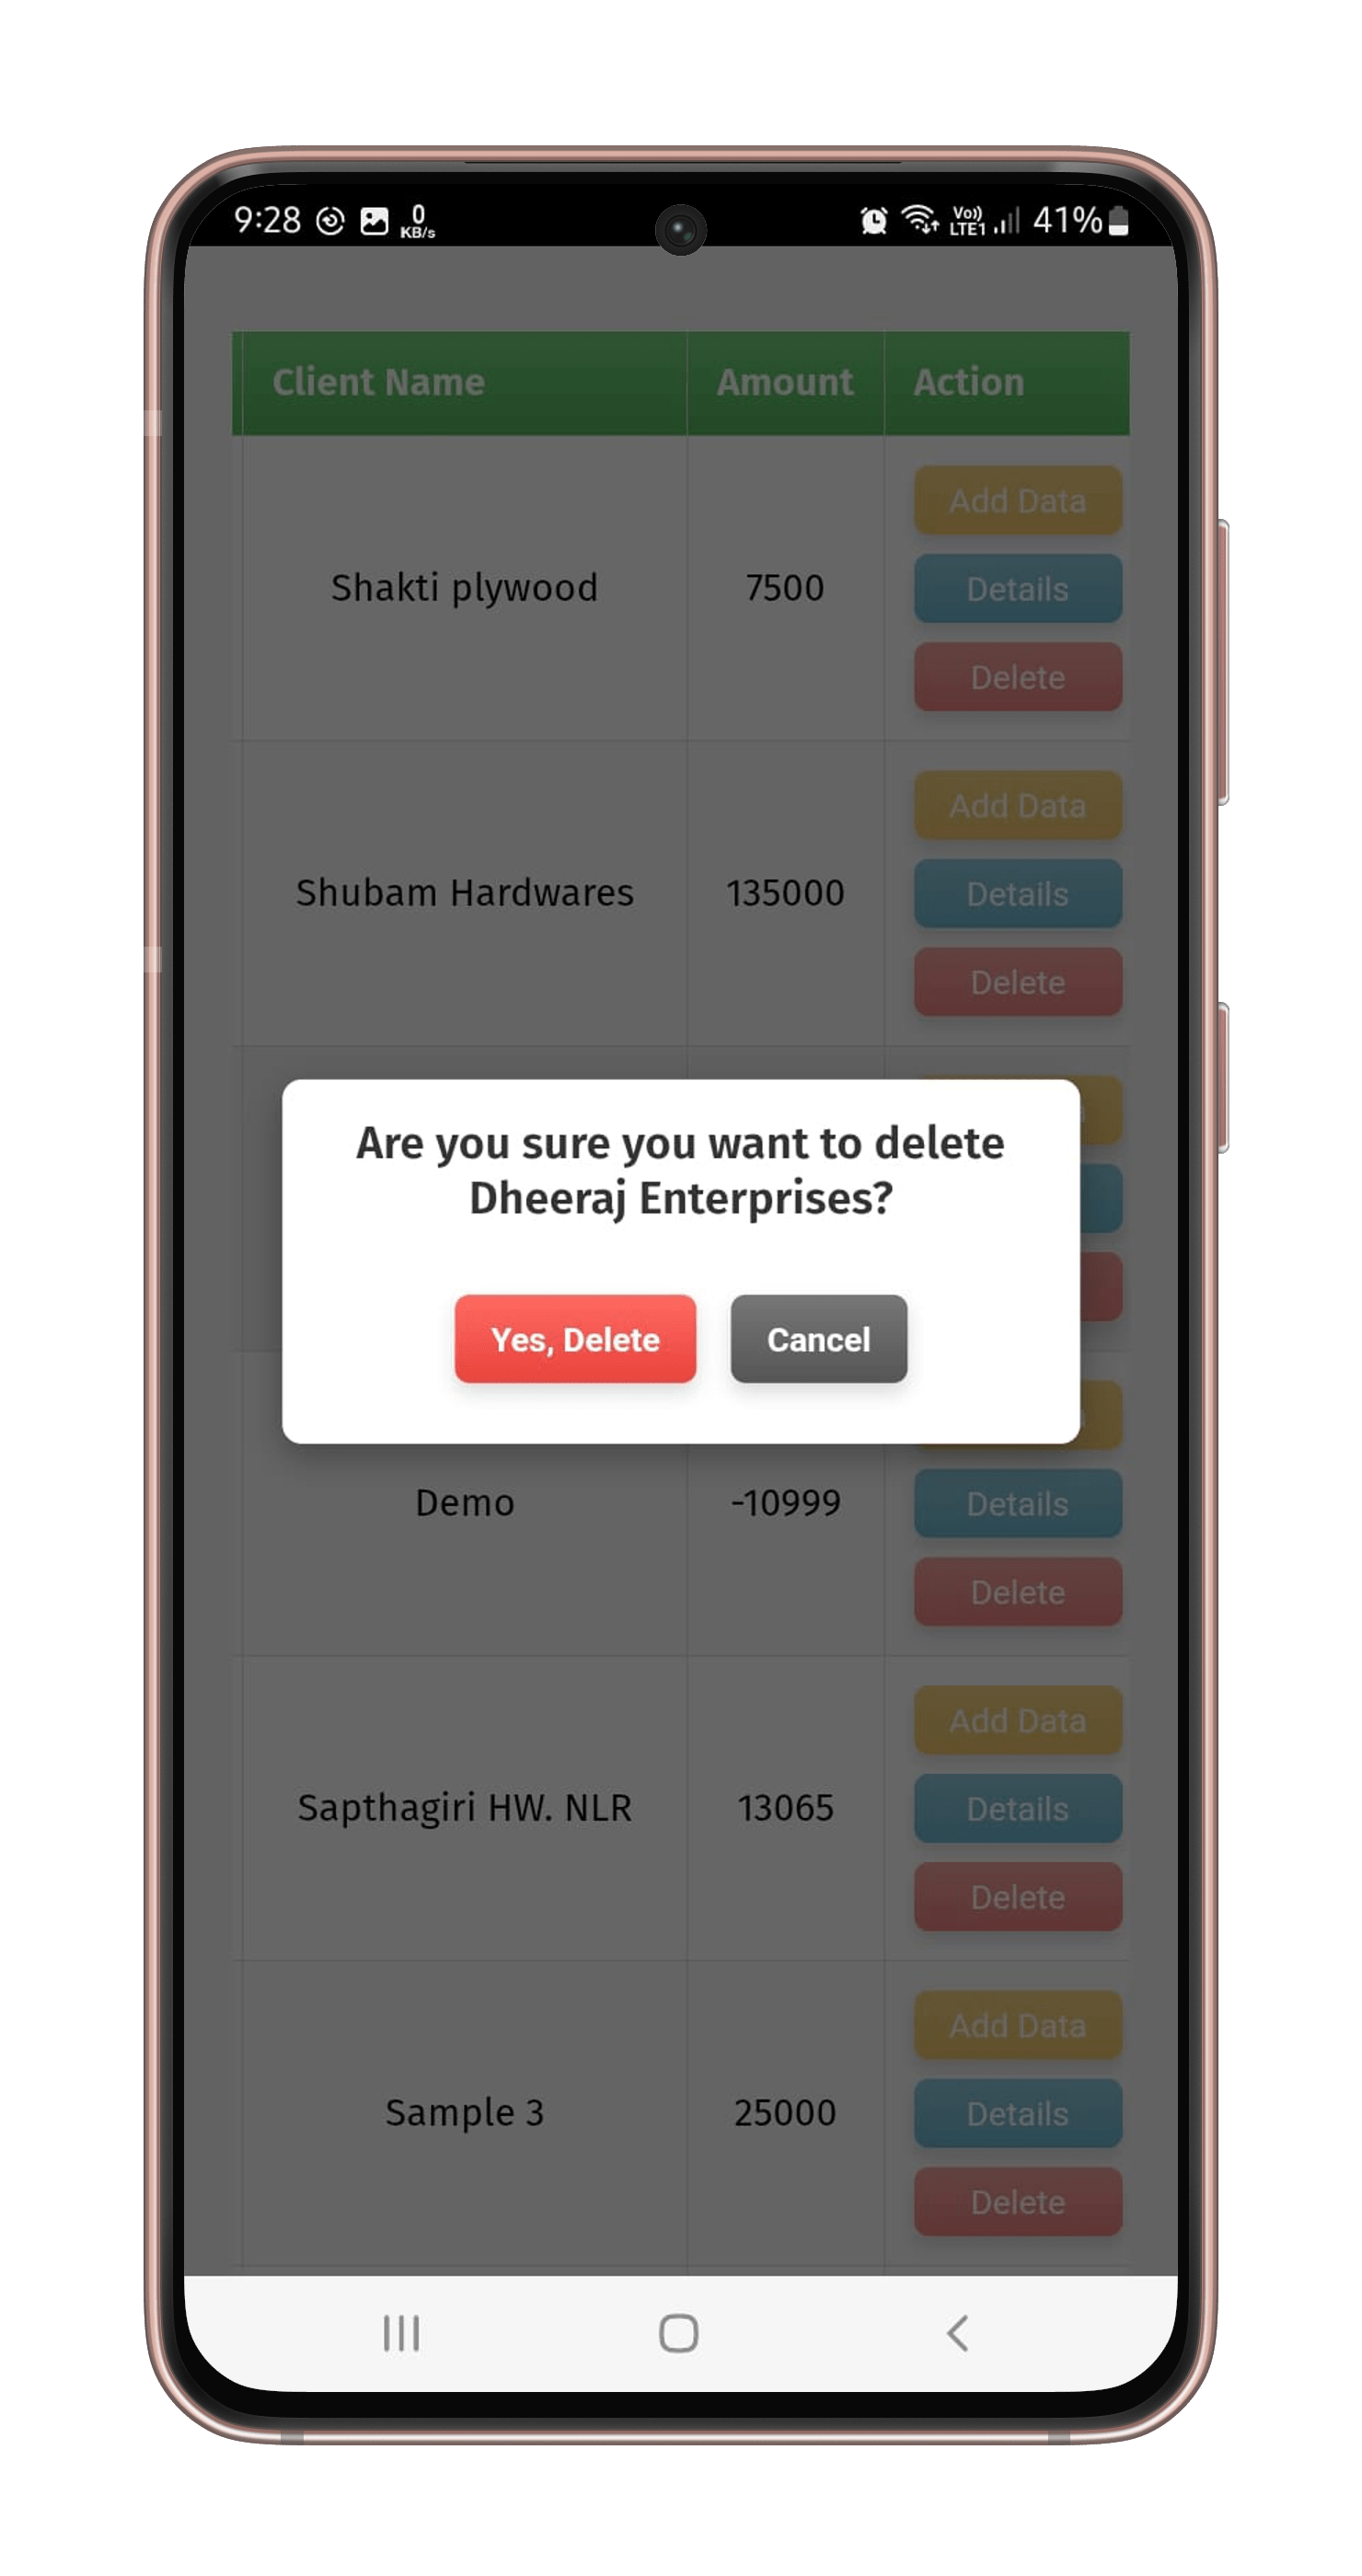 9:28 0 KB/s Vo)) LTE1 41%
Client Name Amount Action
Add Data
Shakti plywood 7500 Details
Delete
Add Data
Shubam Hardwares 135000 Details
Delete
Are you sure you want to delete
Dheeraj Enterprises?
Yes, Delete Cancel
Demo -10999 Details
Delete
Add Data
Sapthagiri HW. NLR 13065 Details
Delete
Add Data
Sample 3 25000 Details
Delete